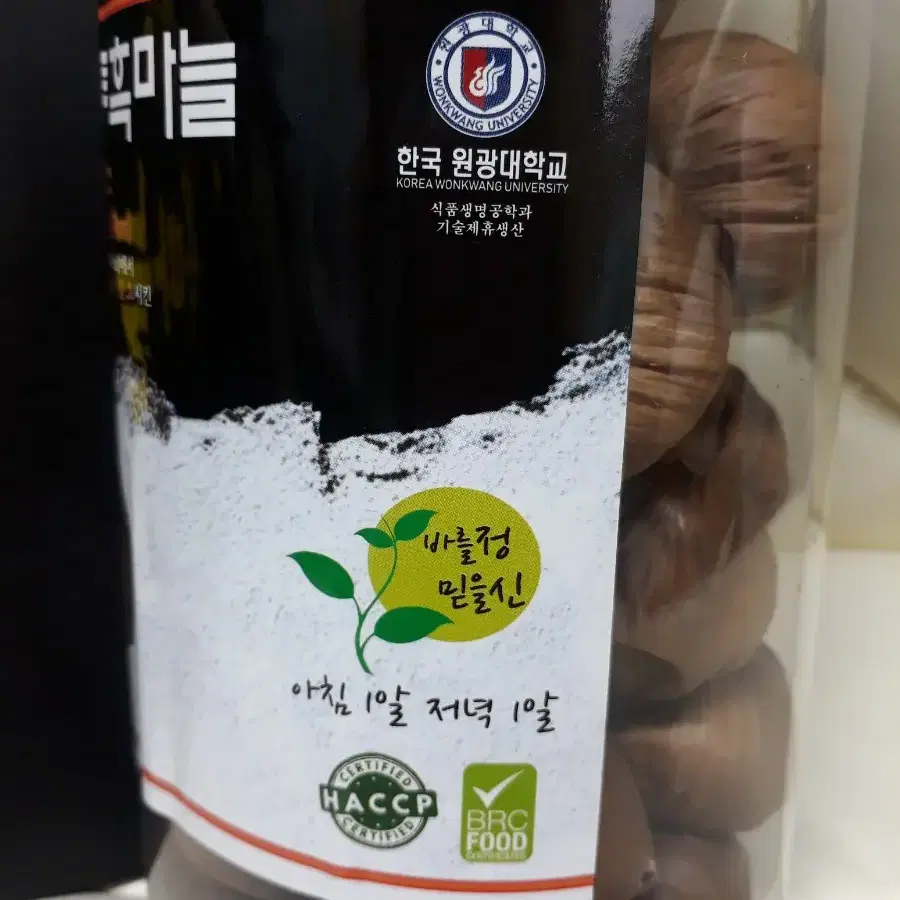 흑마늘
시킨
원광대학교
WONKWANG UNIVERSITY
한국 원광대학교
KOREA WONKWANG UNIVERSITY
식품생명공학과
기술제휴생산
바를정
믿을신
아침 1알 저녁 1알
CERTIFIED
HACCP
CERTIFIED
BRC
FOOD